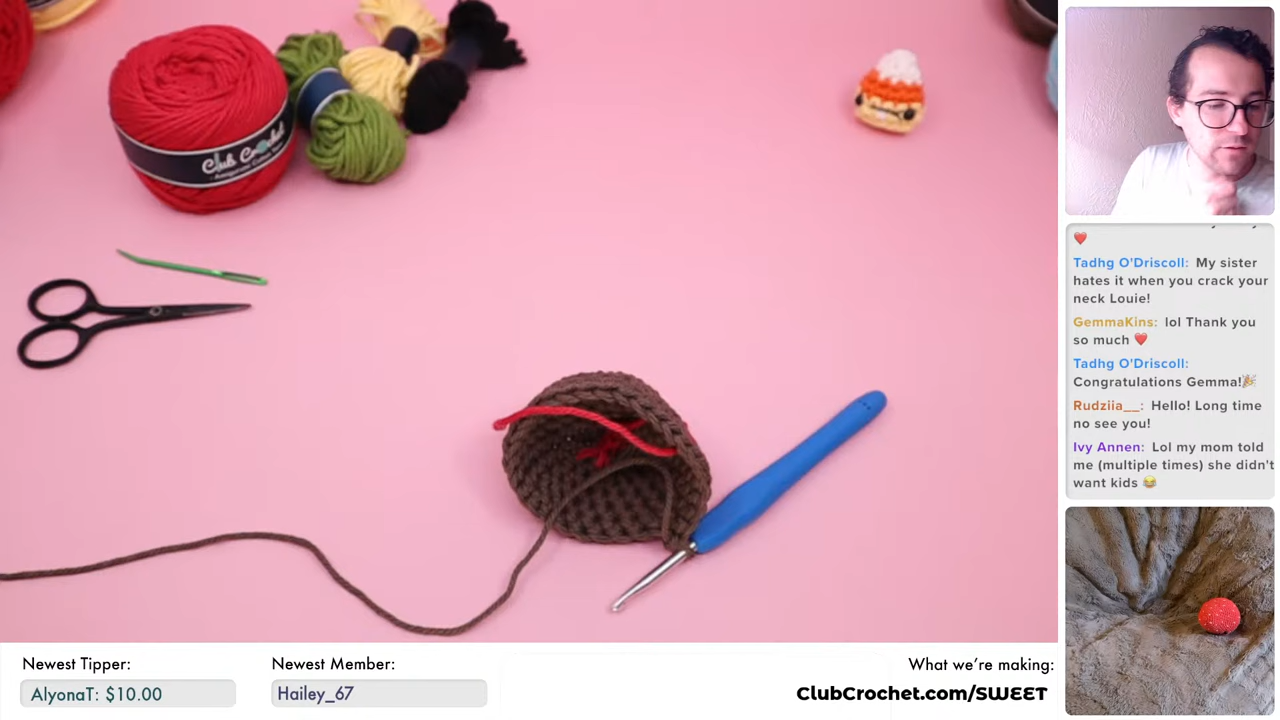 Club Crochet
❤️
Tadhg O'Driscoll: My sister
hates it when you crack your
neck Louie!
GemmaKins: lol Thank you
so much ❤️
Tadhg O'Driscoll:
Congratulations Gemma!🎉
Rudziia__: Hello! Long time
no see you!
Ivy Annen: Lol my mom told
me (multiple times) she didn't
want kids 😂
Newest Tipper:
AlyonaT: $10.00
Newest Member:
Hailey_67
What we're making:
ClubCrochet.com/SWEET